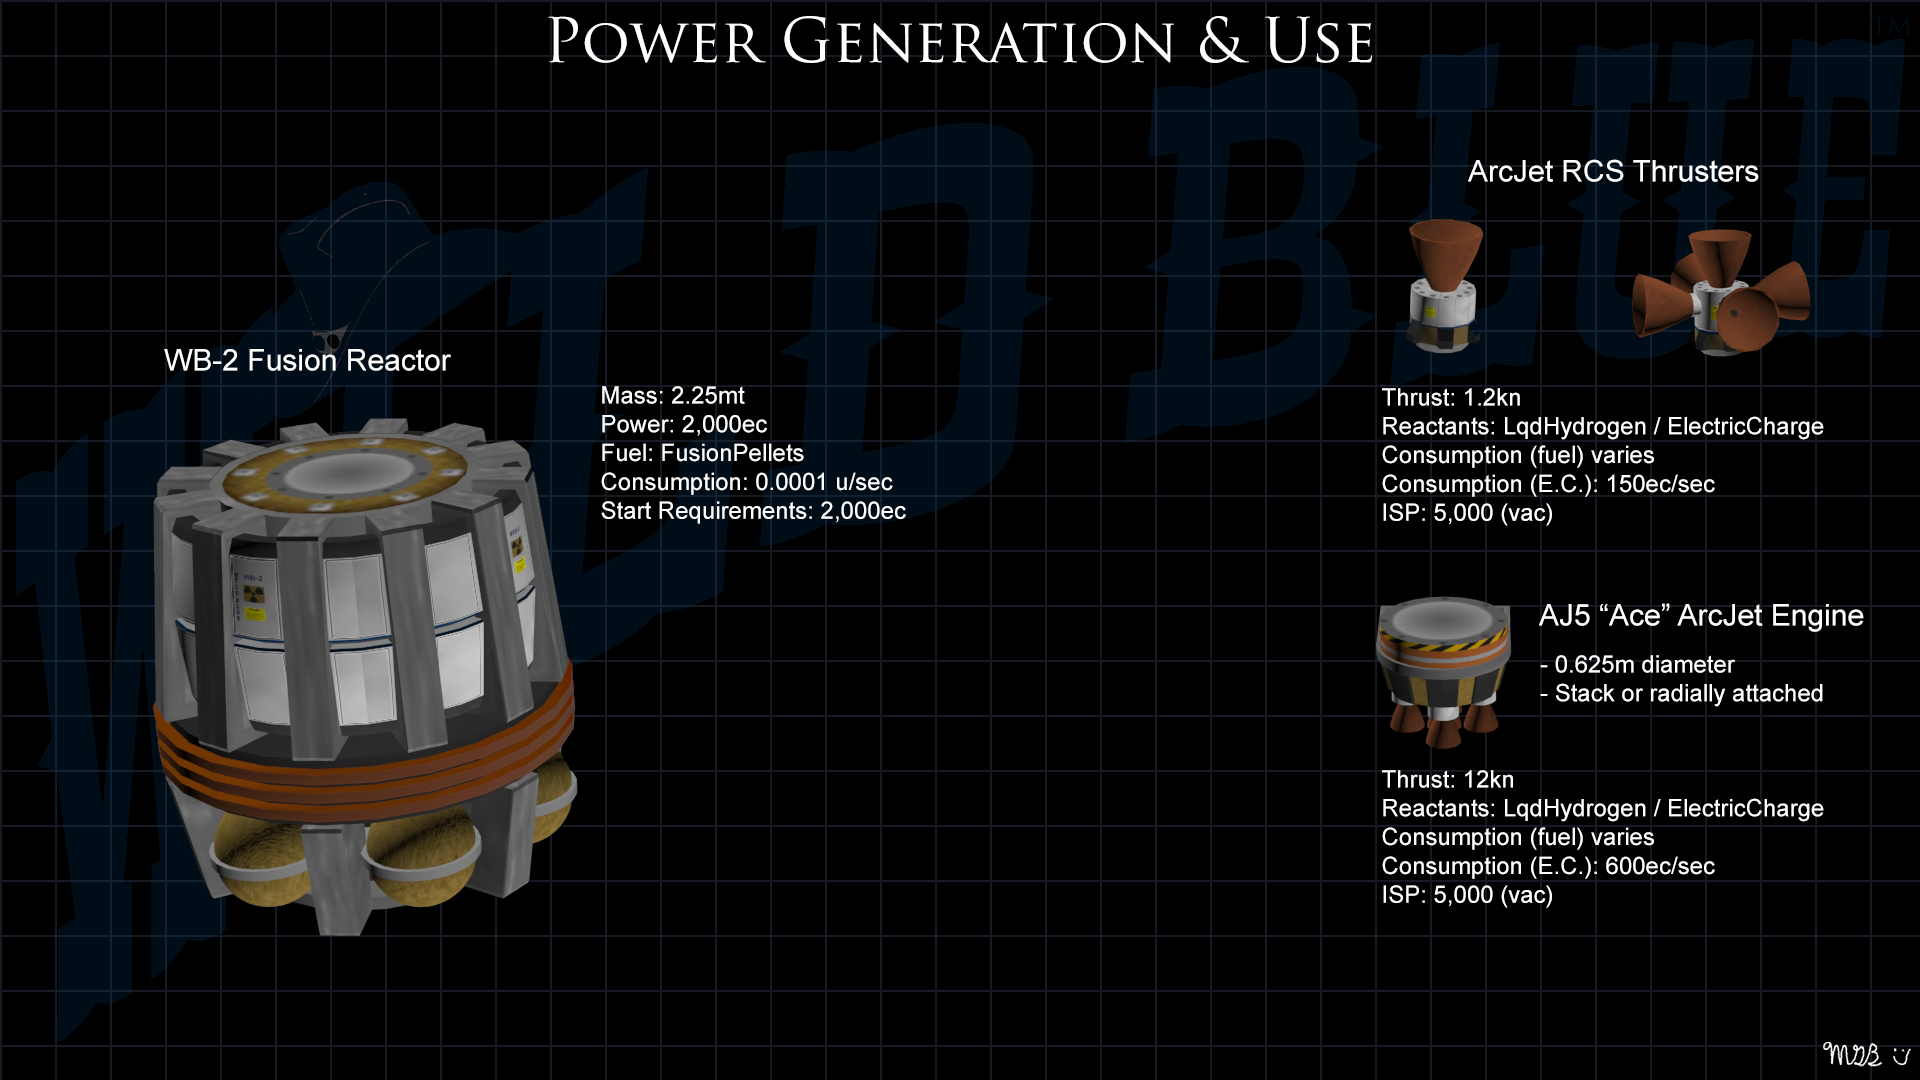 POWER GENERATION & USE
TM
WILD BLUE
ArcJet RCS Thrusters
WB-2 Fusion Reactor
Mass: 2.25mt
Power: 2,000ec
Fuel: FusionPellets
Consumption: 0.0001 u/sec
Start Requirements: 2,000ec
Thrust: 1.2kn
Reactants: LqdHydrogen / ElectricCharge
Consumption (fuel) varies
Consumption (E.C.): 150ec/sec
ISP: 5,000 (vac)
WB-2
AJ5 “Ace” ArcJet Engine
- 0.625m diameter
- Stack or radially attached
Thrust: 12kn
Reactants: LqdHydrogen / ElectricCharge
Consumption (fuel) varies
Consumption (E.C.): 600ec/sec
ISP: 5,000 (vac)
MGB